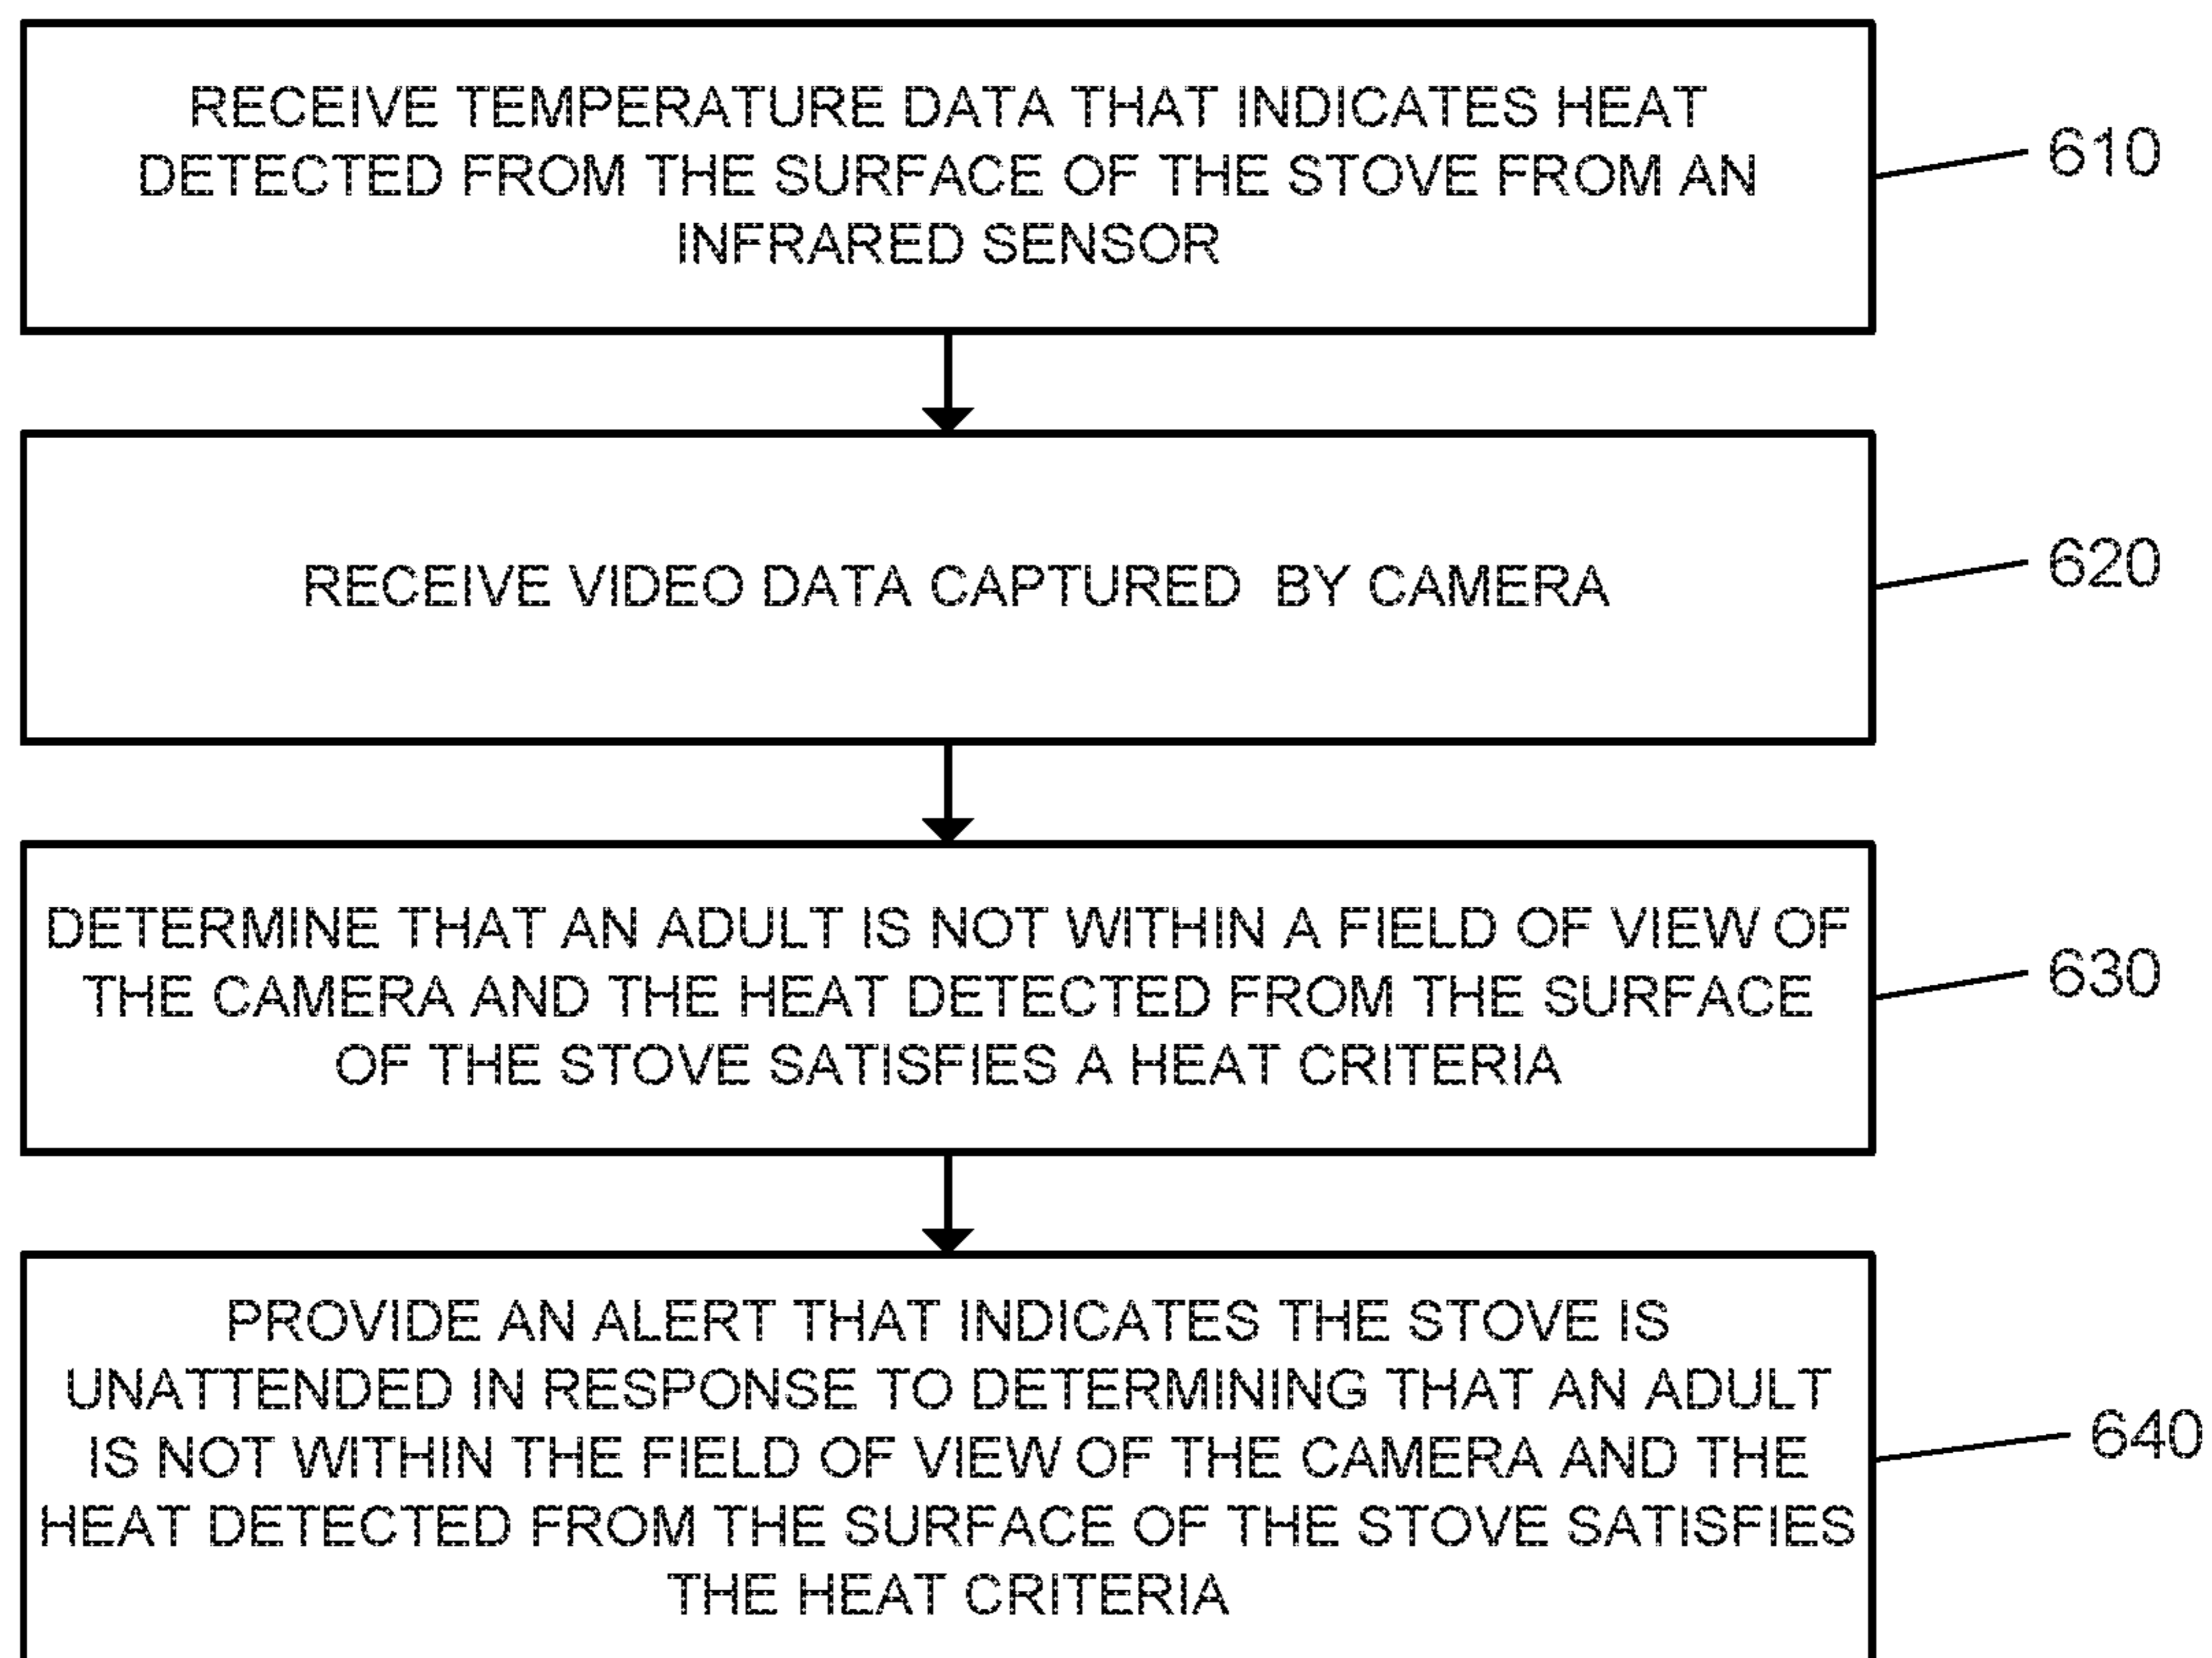 RECEIVE TEMPERATURE DATA THAT INDICATES HEAT
DETECTED FROM THE SURFACE OF THE STOVE FROM AN
INFRARED SENSOR
610
RECEIVE VIDEO DATA CAPTURED BY CAMERA
620
DETERMINE THAT AN ADULT IS NOT WITHIN A FIELD OF VIEW OF
THE CAMERA AND THE HEAT DETECTED FROM THE SURFACE
OF THE STOVE SATISFIES A HEAT CRITERIA
630
PROVIDE AN ALERT THAT INDICATES THE STOVE IS
UNATTENDED IN RESPONSE TO DETERMINING THAT AN ADULT
IS NOT WITHIN THE FIELD OF VIEW OF THE CAMERA AND THE
HEAT DETECTED FROM THE SURFACE OF THE STOVE SATISFIES
THE HEAT CRITERIA
640